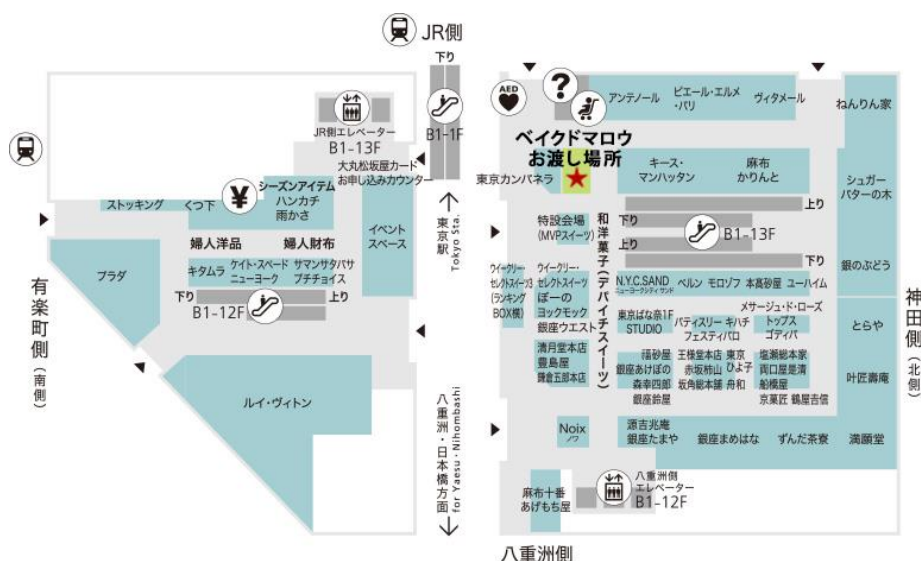 JR側
下り
B1-1F
JR側エレベーター
B1-13F
大丸松坂屋カード
お申し込みカウンター
¥
シーズンアイテム
ハンカチ
雨かさ
ストッキング
くつ下
イベント
スペース
婦人洋品
婦人財布
プラダ
キタムラ
ケイト・スペード
ニューヨーク
サマンサタバサ
プチチョイス
下り
上り
B1-12F
有楽町側
(南側)
ルイ・ヴィトン
東京駅
Tokyo Sta.
八重洲・日本橋方面
for Yaesu・Nihombashi
AED
?
アンテノール
ピエール・エルメ
・パリ
ヴィタメール
ねんりん家
ベイクドマロウ
お渡し場所
東京カンパネラ
キース・
マンハッタン
麻布
かりんと
シュガー
バターの木
特設会場
(MVPスイーツ)
和洋菓子(デパイチスイーツ)
下り
上り
上り
下り
B1-13F
銀のぶどう
ウイークリー・
セレクトスイーツ3
(ランキング
BOX横)
ウイークリー・
セレクトスイーツ
ぼーの
ヨックモック
銀座ウエスト
N.Y.C.SAND
ニューヨークシティサンド
ベルン
モロゾフ
本髙砂屋
ユーハイム
東京ばな奈1F
STUDIO
パティスリー キハチ
フェスティバロ
メサージュ・ド・ローズ
トップス
ゴディバ
とらや
清月堂本店
豊島屋
鎌倉五郎本店
福砂屋
銀座あけぼの
森幸四郎
銀座鈴屋
王様堂本店
赤坂柿山
坂角総本舗
東京
ひよ子
舟和
塩瀬総本家
両口屋是清
船橋屋
京菓匠 鶴屋吉信
叶匠壽庵
神田側
(北側)
Noix
ノワ
源吉兆庵
銀座たまや
銀座まめはな
ずんだ茶寮
満願堂
麻布十番
あげもち屋
八重洲側
エレベーター
B1-12F
八重洲側